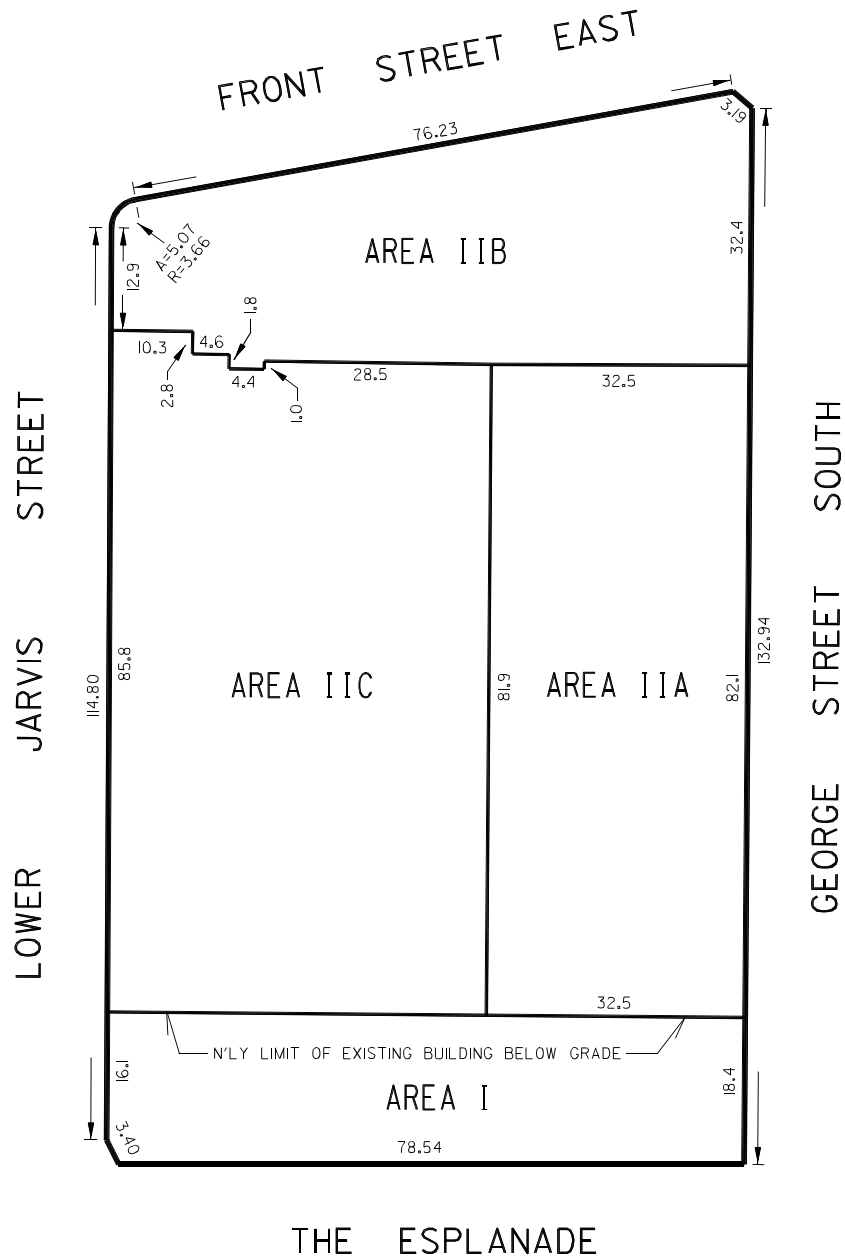 FRONT STREET EAST
3.19
76.23
32.4
A=5.07
R=3.66
AREA IIB
12.9
1.8
10.3
4.6
2.8
4.4
1.0
28.5
32.5
LOWER JARVIS STREET
GEORGE STREET SOUTH
114.80
85.8
AREA IIC
81.9
AREA IIA
82.1
132.94
32.5
N'LY LIMIT OF EXISTING BUILDING BELOW GRADE
16.1
18.4
AREA I
3.40
78.54
THE ESPLANADE